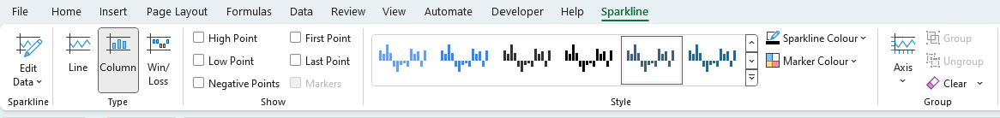 File Home Insert Page Layout Formulas Data Review View Automate Developer Help Sparkline
Edit
Data
Sparkline
Line
Column
Win/
Loss
Type
High Point
First Point
Low Point
Last Point
Negative Points
Markers
Show
Style
Sparkline Colour
Marker Colour
Axis
Group
Ungroup
Clear
Group